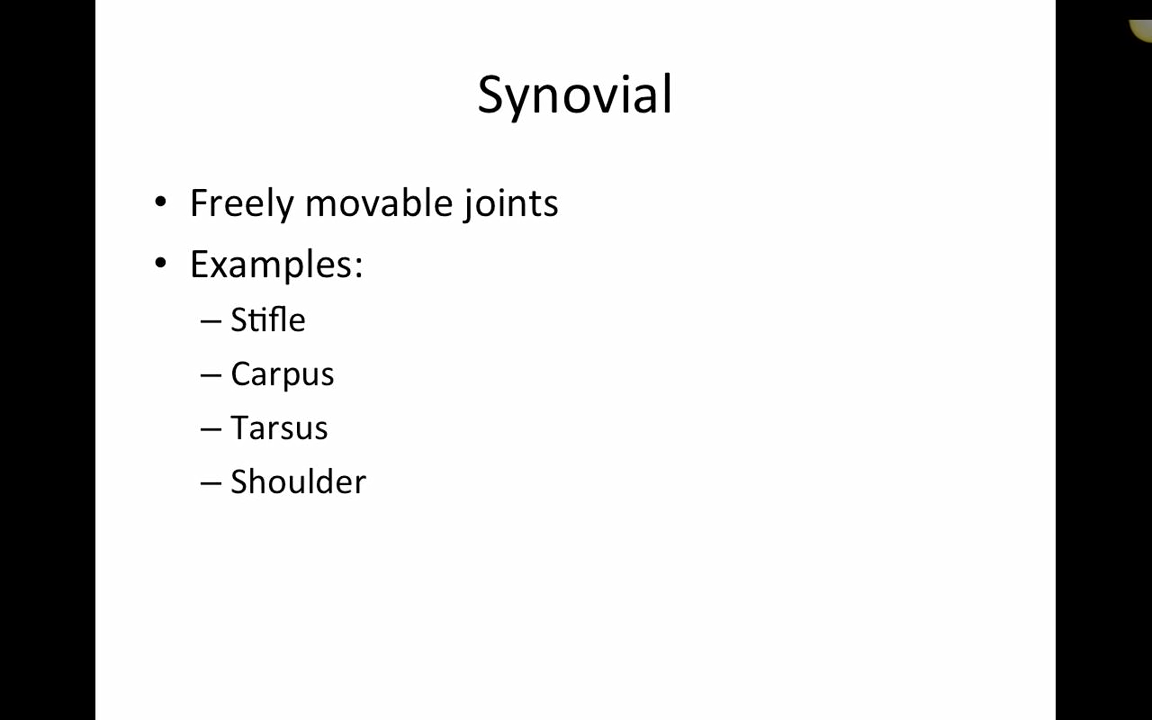 Synovial
• Freely movable joints
• Examples:
– Stifle
– Carpus
– Tarsus
– Shoulder